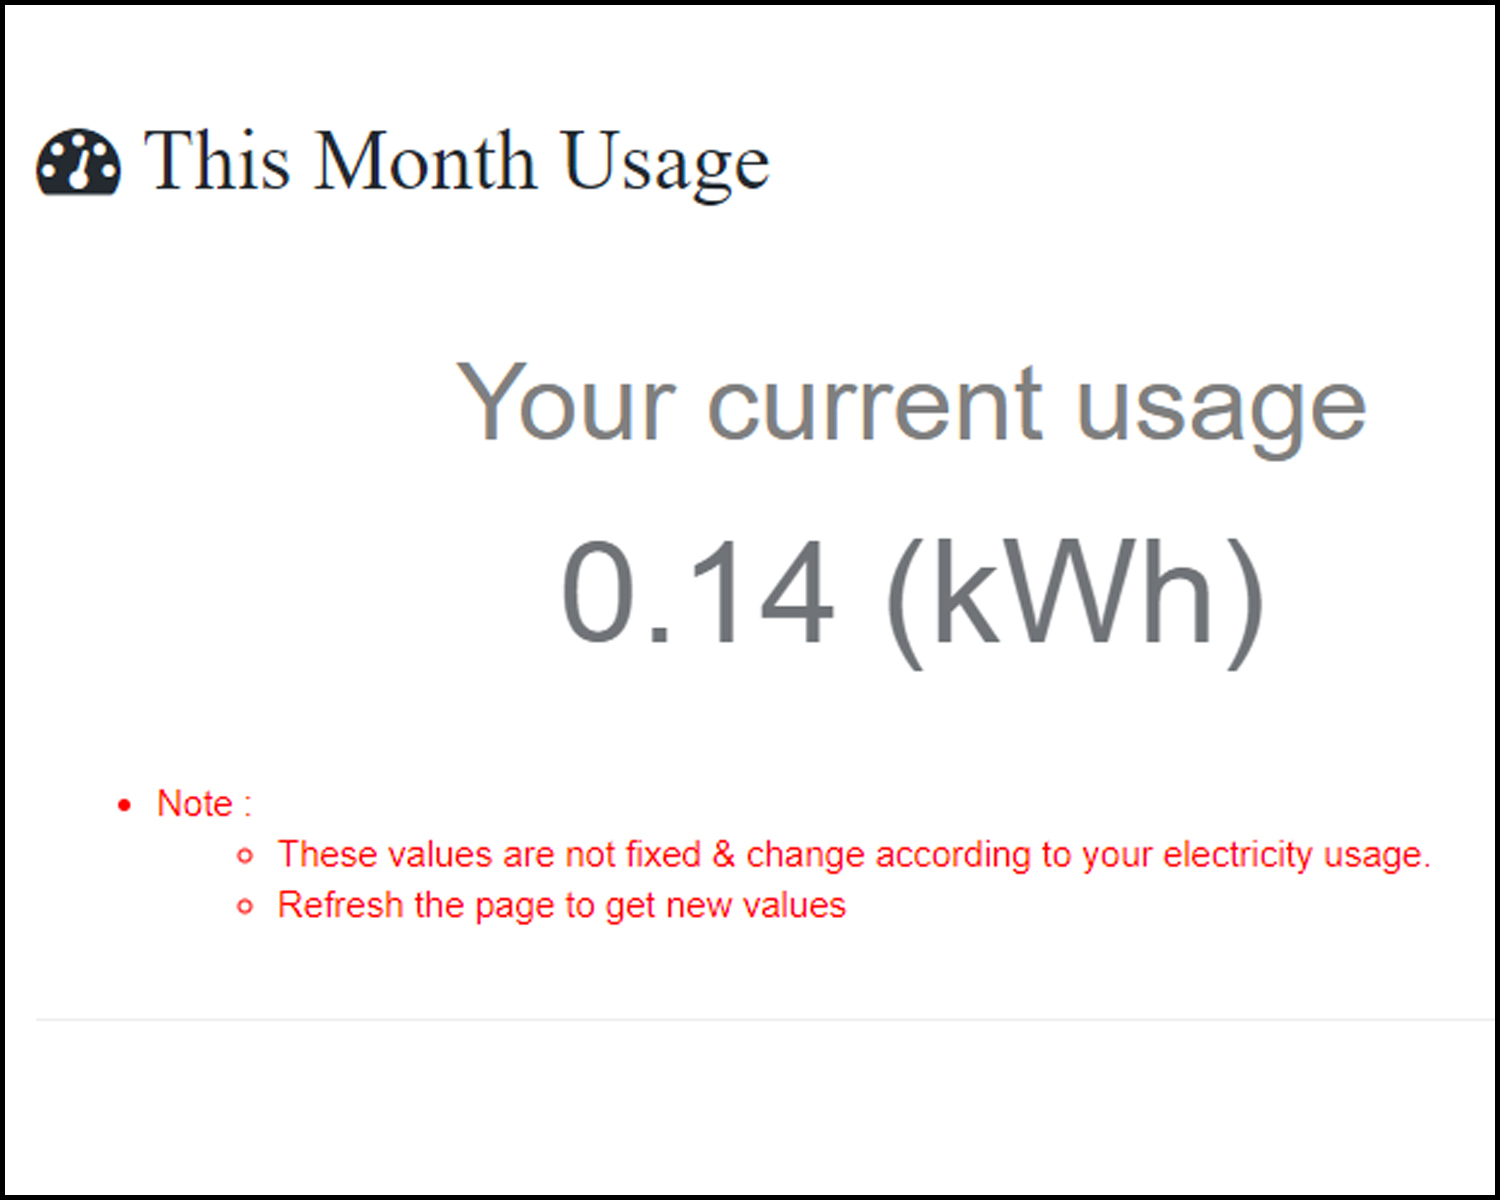 This Month Usage
Your current usage
0.14 (kWh)
Note :
These values are not fixed & change according to your electricity usage.
Refresh the page to get new values